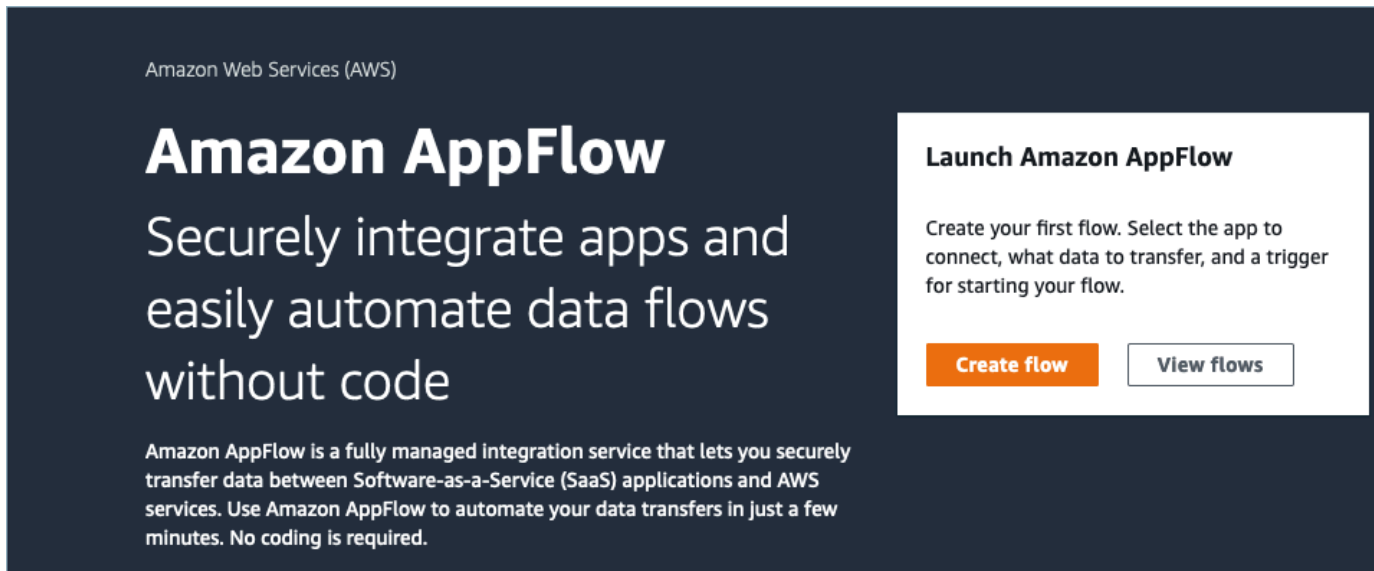 Amazon Web Services (AWS)
Amazon AppFlow
Securely integrate apps and
easily automate data flows
without code
Amazon AppFlow is a fully managed integration service that lets you securely
transfer data between Software-as-a-Service (SaaS) applications and AWS
services. Use Amazon AppFlow to automate your data transfers in just a few
minutes. No coding is required.
Launch Amazon AppFlow
Create your first flow. Select the app to
connect, what data to transfer, and a trigger
for starting your flow.
Create flow
View flows